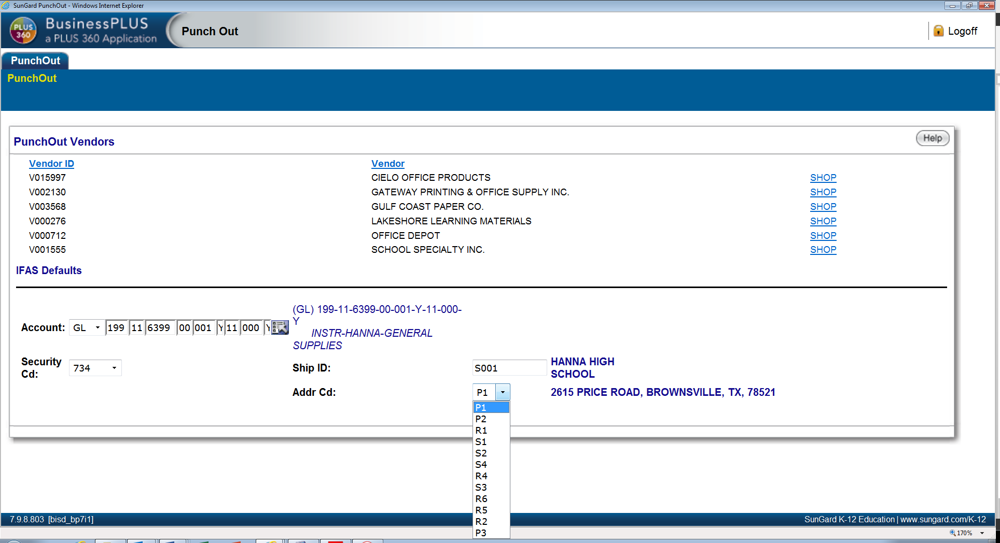 SunGard PunchOut - Windows Internet Explorer
PLUS
360
BusinessPLUS
a PLUS 360 Application
Punch Out
Logoff
PunchOut
PunchOut
PunchOut Vendors
Help
Vendor ID Vendor
V015997 CIELO OFFICE PRODUCTS SHOP
V002130 GATEWAY PRINTING & OFFICE SUPPLY INC. SHOP
V003568 GULF COAST PAPER CO. SHOP
V000276 LAKESHORE LEARNING MATERIALS SHOP
V000712 OFFICE DEPOT SHOP
V001555 SCHOOL SPECIALTY INC. SHOP
IFAS Defaults
(GL) 199-11-6399-00-001-Y-11-000-
Y
Account: GL 199 11 6399 00 001 Y 11 000 Y
INSTR-HANNA-GENERAL
SUPPLIES
Security
Cd:
734
Ship ID: S001
HANNA HIGH
SCHOOL
Addr Cd: P1 2615 PRICE ROAD, BROWNSVILLE, TX, 78521
P1
P2
R1
S1
S2
S4
R4
S3
R6
R5
R2
P3
7.9.8.803 [bisd_bp7i1]
SunGard K-12 Education | www.sungard.com/K-12
170%